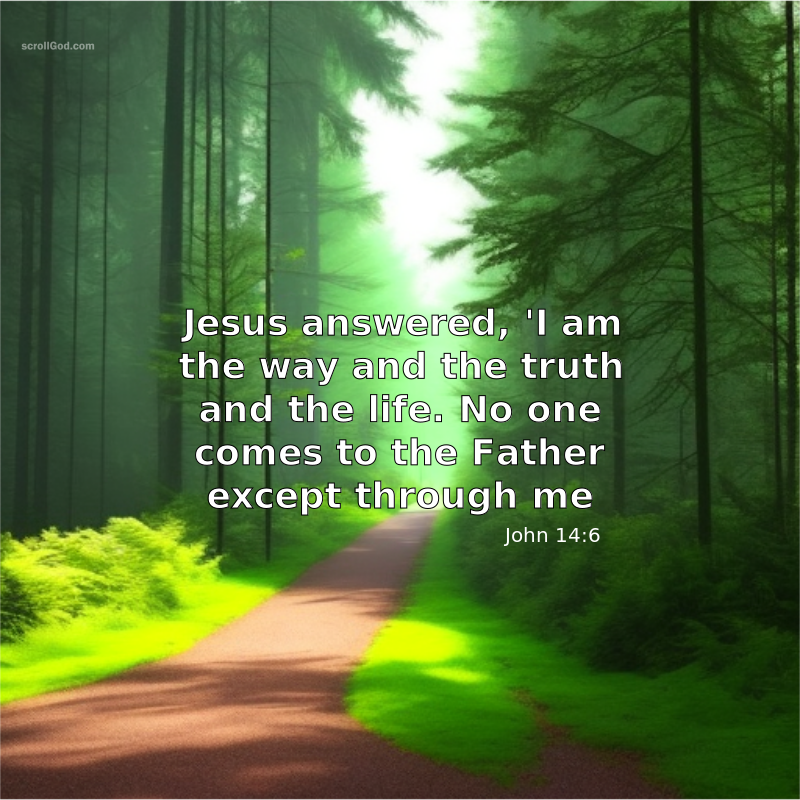 scrollGod.com
Jesus answered, 'I am
the way and the truth
and the life. No one
comes to the Father
except through me
John 14:6